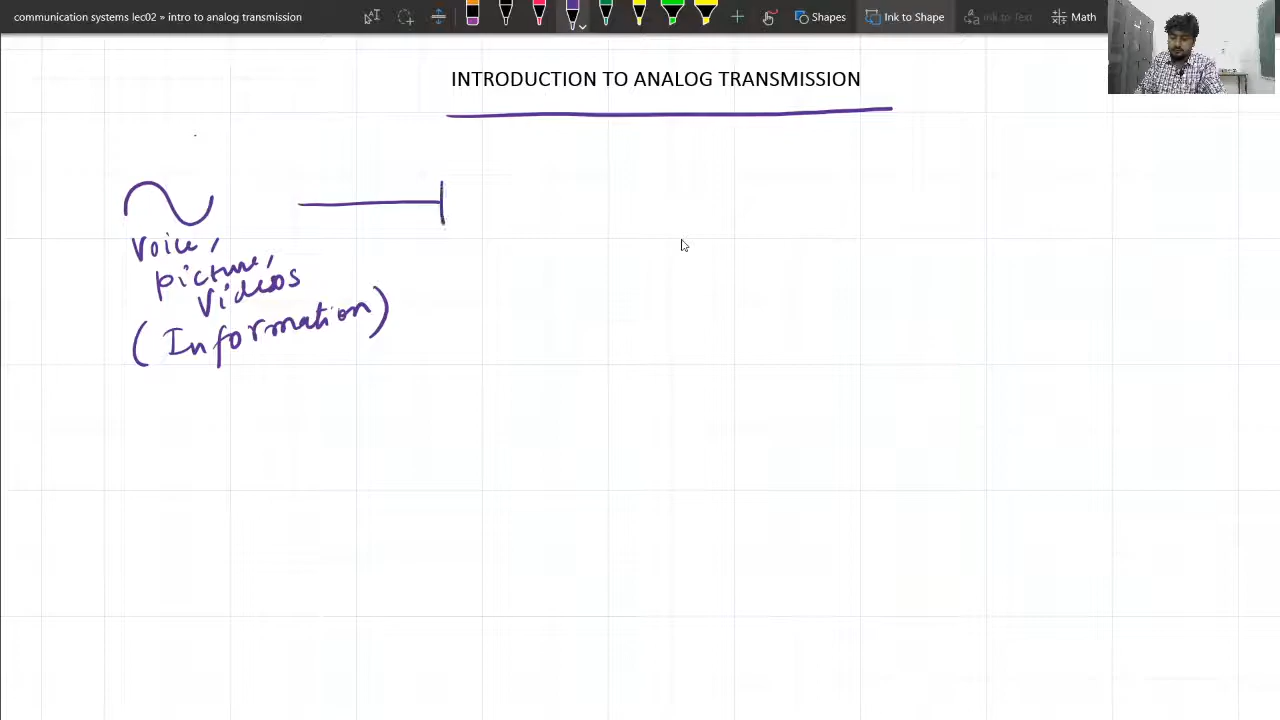 communication systems lec02 » intro to analog transmission
Shapes
Ink to Shape
Ink to Text
Math
INTRODUCTION TO ANALOG TRANSMISSION
voice,
picture,
videos
(Information)